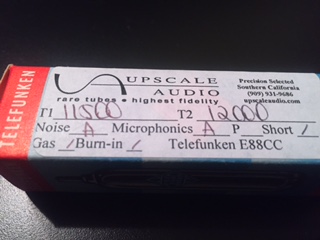 TELEFUNKEN
UPSCALE
AUDIO
rare tubes • highest fidelity
Precision Selected
Southern California
(909) 931-9686
upscaleaudio.com
T1 11500 T2 12000
Noise A Microphonics A P Short /
Gas / Burn-in / Telefunken E88CC